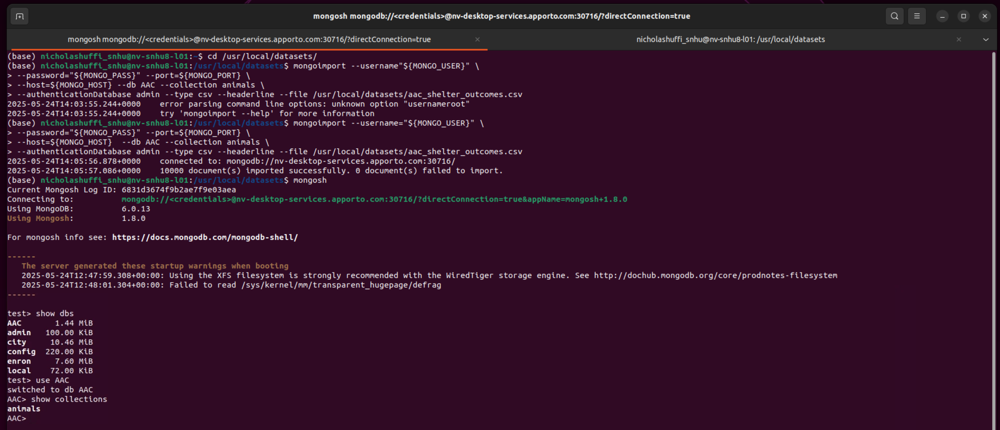 mongosh mongodb://<credentials>@nv-desktop-services.apporto.com:30716/?directConnection=true
mongosh mongodb://<credentials>@nv-desktop-services.apporto.com:30716/?directConnection=true
nicholashuffi_snhu@nv-snhu8-l01: /usr/local/datasets
(base) nicholashuffi_snhu@nv-snhu8-l01:~$ cd /usr/local/datasets/
(base) nicholashuffi_snhu@nv-snhu8-l01:/usr/local/datasets$ mongoimport --username"${MONGO_USER}" \
> --password="${MONGO_PASS}" --port=${MONGO_PORT} \
> --host=${MONGO_HOST} --db AAC --collection animals \
> --authenticationDatabase admin --type csv --headerline --file /usr/local/datasets/aac_shelter_outcomes.csv
2025-05-24T14:03:55.244+0000    error parsing command line options: unknown option "usernameroot"
2025-05-24T14:03:55.244+0000    try 'mongoimport --help' for more information
(base) nicholashuffi_snhu@nv-snhu8-l01:/usr/local/datasets$ mongoimport --username="${MONGO_USER}" \
> --password="${MONGO_PASS}" --port=${MONGO_PORT} \
> --host=${MONGO_HOST}  --db AAC --collection animals \
> --authenticationDatabase admin --type csv --headerline --file /usr/local/datasets/aac_shelter_outcomes.csv
2025-05-24T14:05:56.878+0000    connected to: mongodb://nv-desktop-services.apporto.com:30716/
2025-05-24T14:05:57.086+0000    10000 document(s) imported successfully. 0 document(s) failed to import.
(base) nicholashuffi_snhu@nv-snhu8-l01:/usr/local/datasets$ mongosh
Current Mongosh Log ID: 6831d3674f9b2ae7f9e03aea
Connecting to:          mongodb://<credentials>@nv-desktop-services.apporto.com:30716/?directConnection=true&appName=mongosh+1.8.0
Using MongoDB:          6.0.13
Using Mongosh:          1.8.0
For mongosh info see: https://docs.mongodb.com/mongodb-shell/
------
   The server generated these startup warnings when booting
   2025-05-24T12:47:59.308+00:00: Using the XFS filesystem is strongly recommended with the WiredTiger storage engine. See http://dochub.mongodb.org/core/prodnotes-filesystem
   2025-05-24T12:48:01.304+00:00: Failed to read /sys/kernel/mm/transparent_hugepage/defrag
------
test> show dbs
AAC       1.44 MiB
admin   100.00 KiB
city     10.46 MiB
config  220.00 KiB
enron     7.60 MiB
local    72.00 KiB
test> use AAC
switched to db AAC
AAC> show collections
animals
AAC>